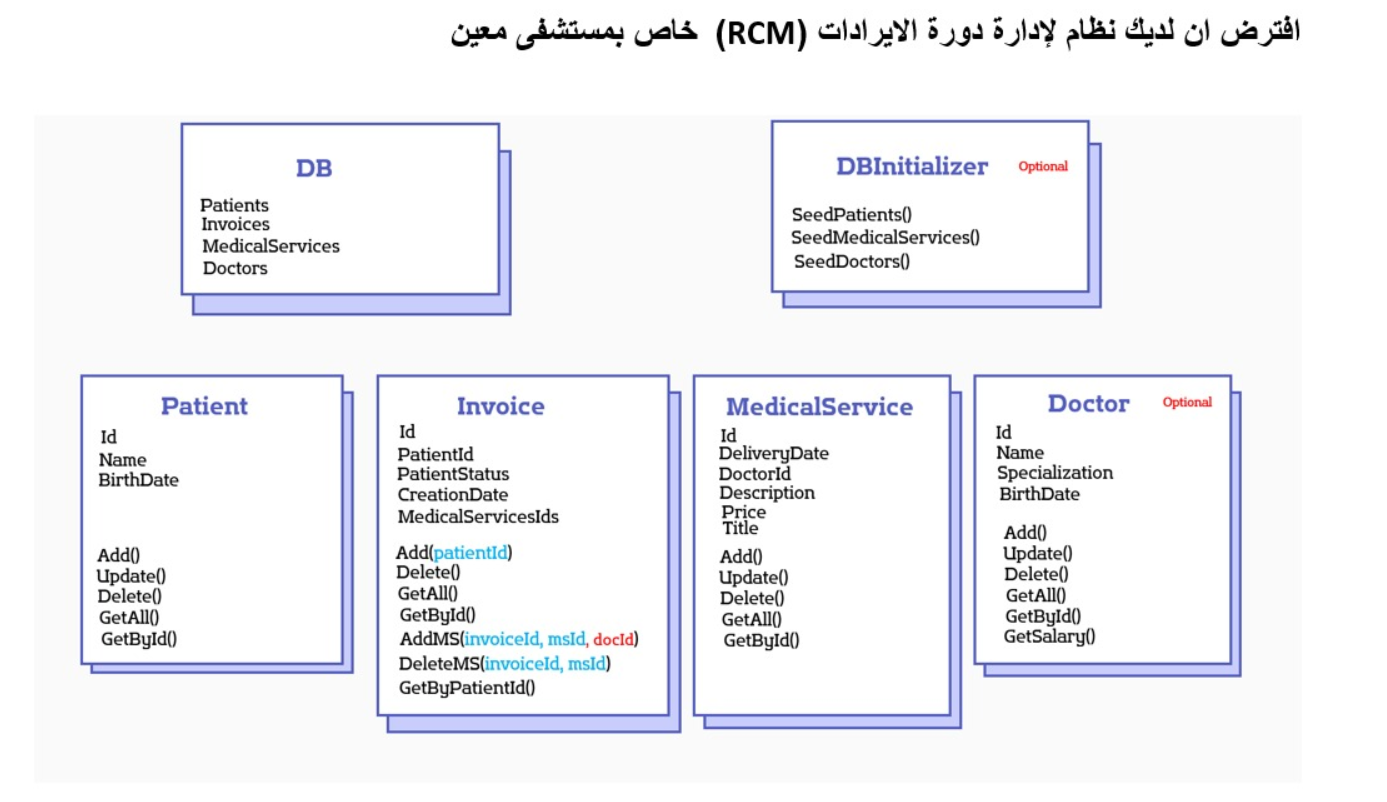 افترض ان لديك نظام لإدارة دورة الايرادات (RCM) خاص بمستشفى معين
DB
Patients
Invoices
MedicalServices
Doctors
DBInitializer Optional
SeedPatients()
SeedMedicalServices()
SeedDoctors()
Patient
Id
Name
BirthDate
Add()
Update()
Delete()
GetAll()
GetById()
Invoice
Id
PatientId
PatientStatus
CreationDate
MedicalServicesIds
Add(patientId)
Delete()
GetAll()
GetById()
AddMS(invoiceId, msId, docId)
DeleteMS(invoiceId, msId)
GetByPatientId()
MedicalService
Id
DeliveryDate
DoctorId
Description
Price
Title
Add()
Update()
Delete()
GetAll()
GetById()
Doctor Optional
Id
Name
Specialization
BirthDate
Add()
Update()
Delete()
GetAll()
GetById()
GetSalary()